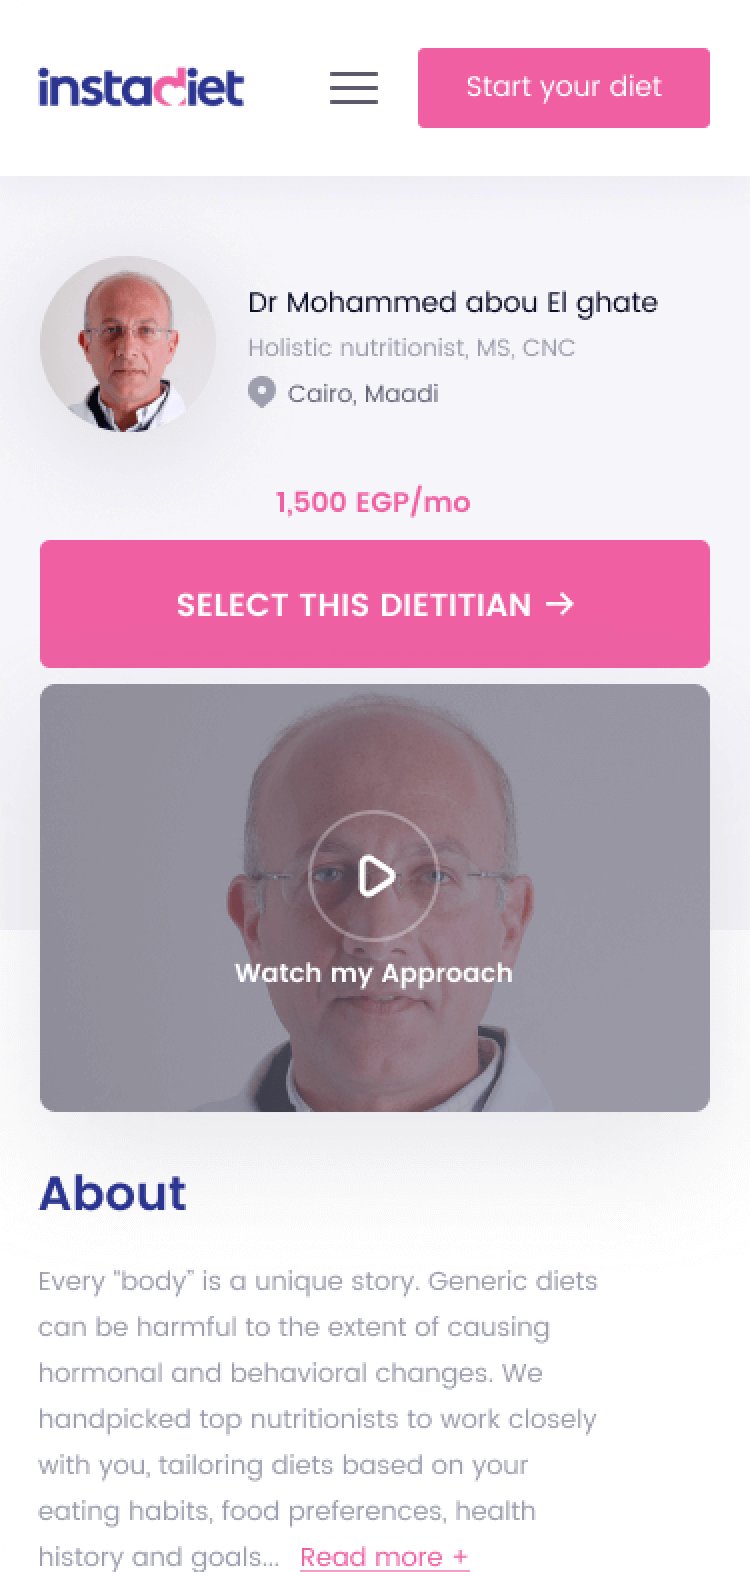 instadiet
Start your diet
Dr Mohammed abou El ghate
Holistic nutritionist, MS, CNC
Cairo, Maadi
1,500 EGP/mo
SELECT THIS DIETITIAN →
Watch my Approach
About
Every "body” is a unique story. Generic diets
can be harmful to the extent of causing
hormonal and behavioral changes. We
handpicked top nutritionists to work closely
with you, tailoring diets based on your
eating habits, food preferences, health
history and goals... Read more +